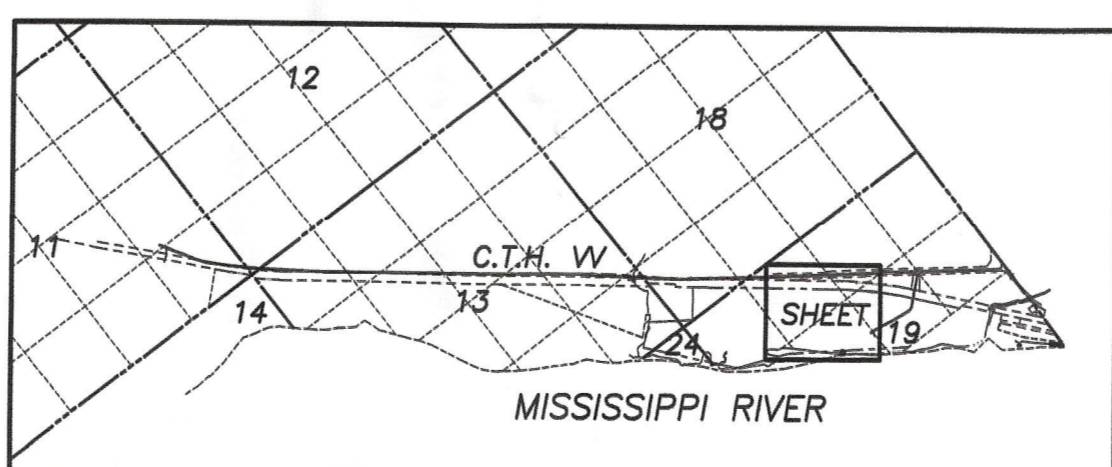 12
18
11
C.T.H. W
13
14
SHEET
19
24
MISSISSIPPI RIVER